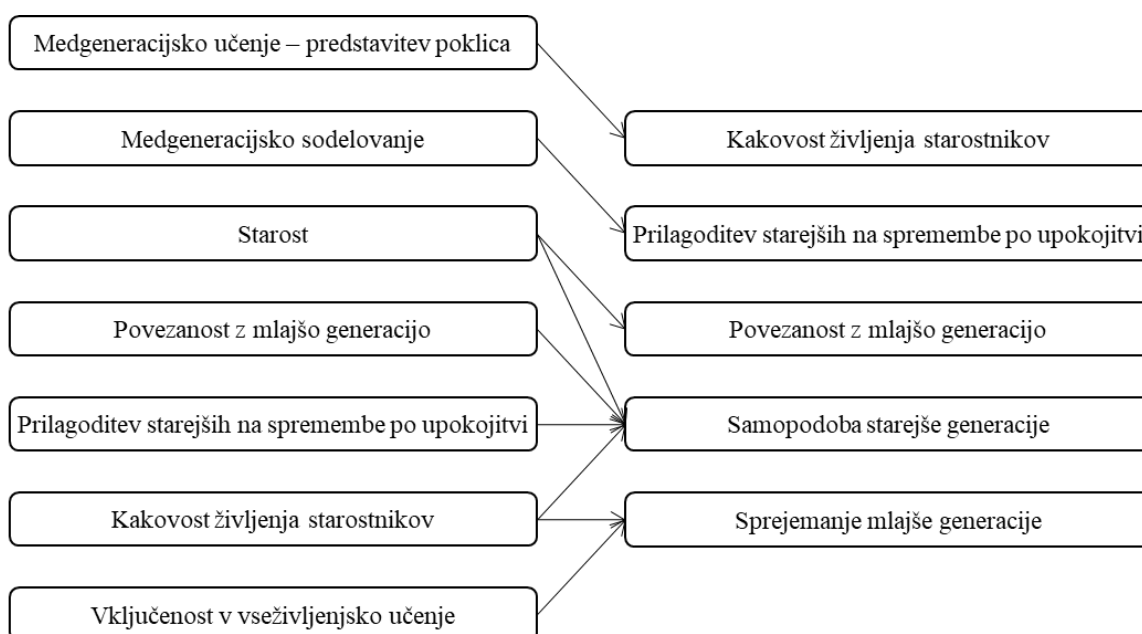 Medgeneracijsko učenje – predstavitev poklica
Medgeneracijsko sodelovanje
Starost
Povezanost z mlajšo generacijo
Prilagoditev starejših na spremembe po upokojitvi
Kakovost življenja starostnikov
Vključenost v vseživljenjsko učenje
Kakovost življenja starostnikov
Prilagoditev starejših na spremembe po upokojitvi
Povezanost z mlajšo generacijo
Samopodoba starejše generacije
Sprejemanje mlajše generacije